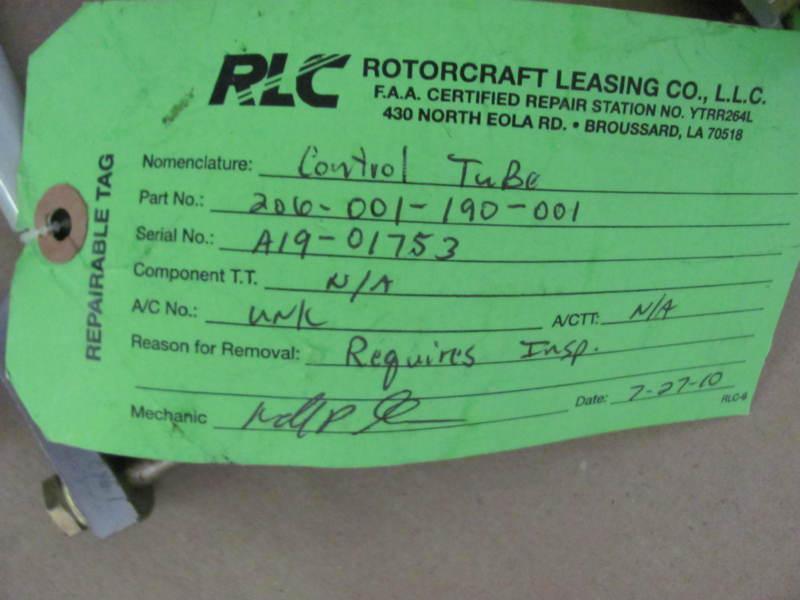 RLC ROTORCRAFT LEASING CO., L.L.C.
F.A.A. CERTIFIED REPAIR STATION NO. YTRR264L
430 NORTH EOLA RD. • BROUSSARD, LA 70518
REPAIRABLE TAG
Nomenclature: Control Tube
Part No.: 206-001-190-001
Serial No.: A19-01753
Component T.T. N/A
A/C No.: UNK A/CTT: N/A
Reason for Removal: Requires Insp.
Mechanic Date: 7-27-10
RLC-9